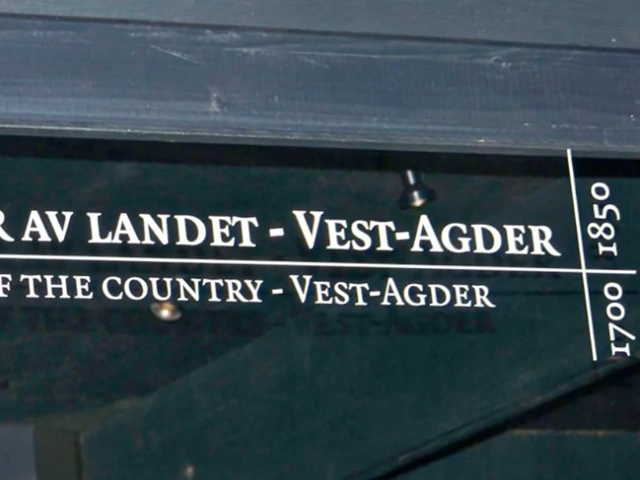 R AV LANDET - VEST-AGDER
F THE COUNTRY - VEST-AGDER
1850
1700